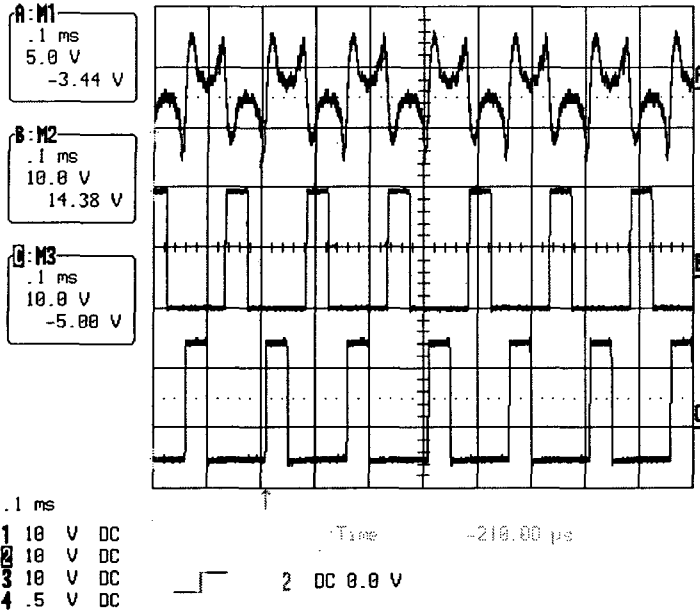 A:M1
.1 ms
5.0 V
-3.44 V
B:M2
.1 ms
10.0 V
14.38 V
C:M3
.1 ms
10.0 V
-5.00 V
.1 ms
1 10 V DC
2 10 V DC
3 10 V DC
4 .5 V DC
Time -210.00 µs
2 DC 0.0 V